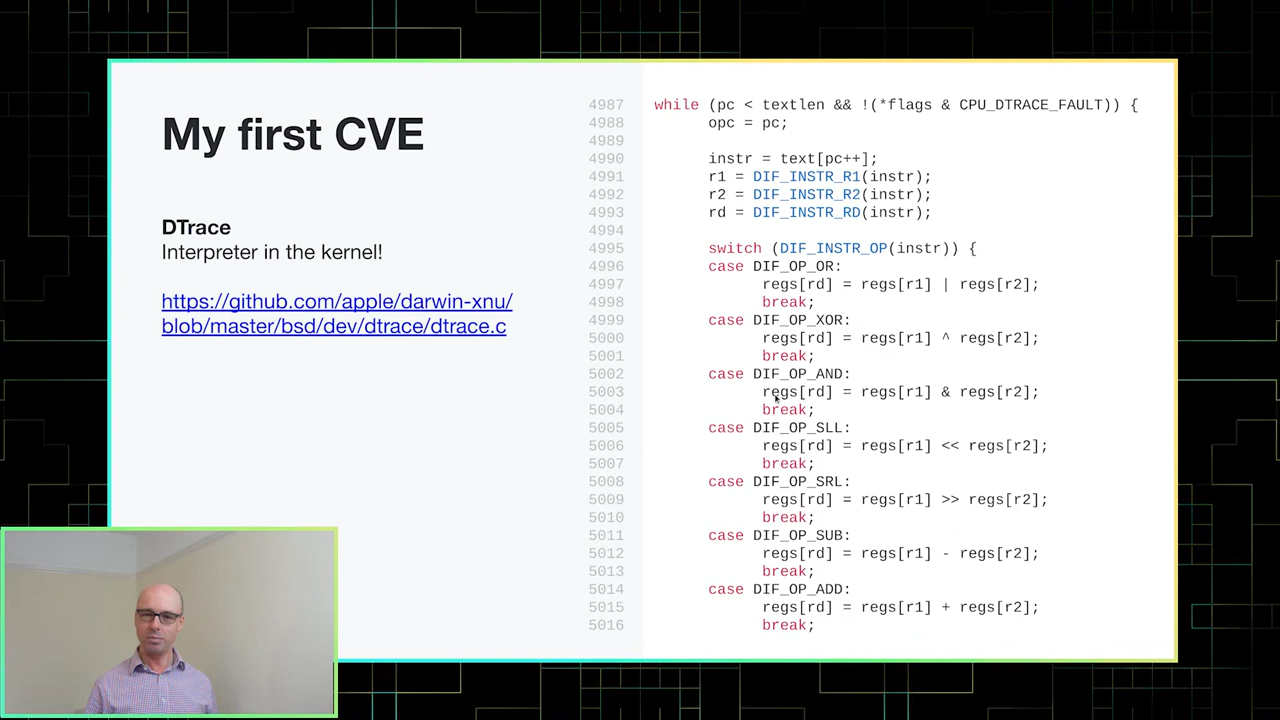 My first CVE
DTrace
Interpreter in the kernel!
https://github.com/apple/darwin-xnu/
blob/master/bsd/dev/dtrace/dtrace.c
4987 while (pc < textlen && !(*flags & CPU_DTRACE_FAULT)) {
4988 opc = pc;
4989
4990 instr = text[pc++];
4991 r1 = DIF_INSTR_R1(instr);
4992 r2 = DIF_INSTR_R2(instr);
4993 rd = DIF_INSTR_RD(instr);
4994
4995 switch (DIF_INSTR_OP(instr)) {
4996 case DIF_OP_OR:
4997 regs[rd] = regs[r1] | regs[r2];
4998 break;
4999 case DIF_OP_XOR:
5000 regs[rd] = regs[r1] ^ regs[r2];
5001 break;
5002 case DIF_OP_AND:
5003 regs[rd] = regs[r1] & regs[r2];
5004 break;
5005 case DIF_OP_SLL:
5006 regs[rd] = regs[r1] << regs[r2];
5007 break;
5008 case DIF_OP_SRL:
5009 regs[rd] = regs[r1] >> regs[r2];
5010 break;
5011 case DIF_OP_SUB:
5012 regs[rd] = regs[r1] - regs[r2];
5013 break;
5014 case DIF_OP_ADD:
5015 regs[rd] = regs[r1] + regs[r2];
5016 break;